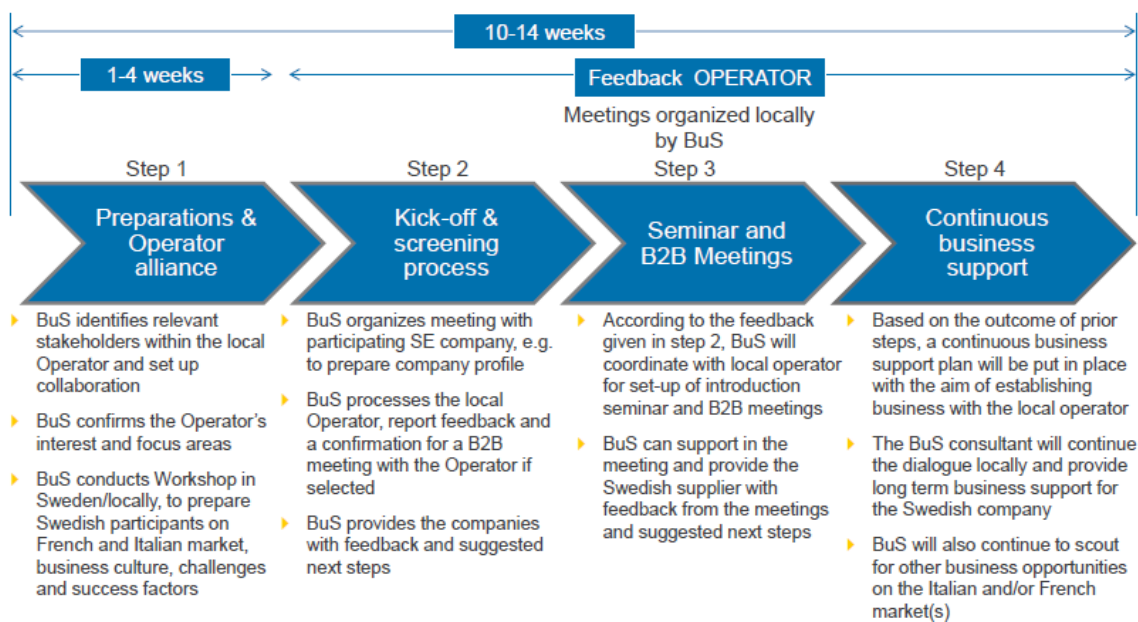 10-14 weeks
1-4 weeks
Feedback OPERATOR
Meetings organized locally
by BuS
Step 1
Step 2
Step 3
Step 4
Preparations &
Operator
alliance
Kick-off &
screening
process
Seminar and
B2B Meetings
Continuous
business
support
BuS identifies relevant
stakeholders within the local
Operator and set up
collaboration
BuS confirms the Operator's
interest and focus areas
BuS conducts Workshop in
Sweden/locally, to prepare
Swedish participants on
French and Italian market,
business culture, challenges
and success factors
BuS organizes meeting with
participating SE company, e.g.
to prepare company profile
BuS processes the local
Operator, report feedback and
a confirmation for a B2B
meeting with the Operator if
selected
BuS provides the companies
with feedback and suggested
next steps
According to the feedback
given in step 2, BuS will
coordinate with local operator
for set-up of introduction
seminar and B2B meetings
BuS can support in the
meeting and provide the
Swedish supplier with
feedback from the meetings
and suggested next steps
Based on the outcome of prior
steps, a continuous business
support plan will be put in place
with the aim of establishing
business with the local operator
The BuS consultant will continue
the dialogue locally and provide
long term business support for
the Swedish company
BuS will also continue to scout
for other business opportunities
on the Italian and/or French
market(s)